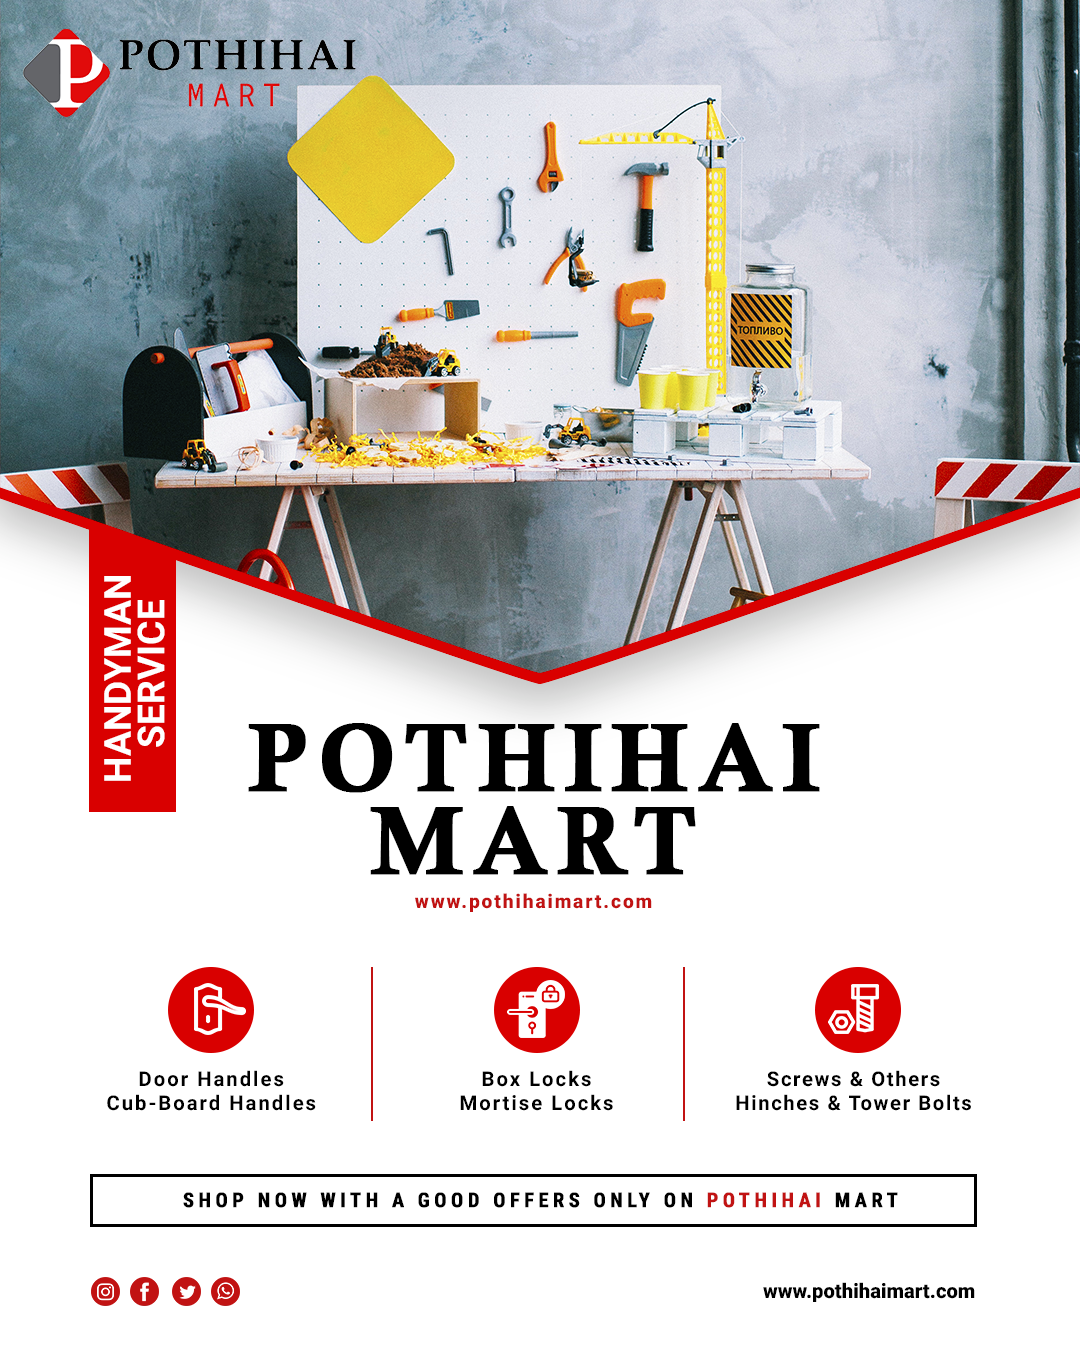 P
POTHIHAI
MART
ТОПЛИВО
HANDYMAN
SERVICE
POTHIHAI
MART
www.pothihaimart.com
Door Handles
Cub-Board Handles
Box Locks
Mortise Locks
Screws & Others
Hinches & Tower Bolts
SHOP NOW WITH A GOOD OFFERS ONLY ON POTHIHAI MART
www.pothihaimart.com